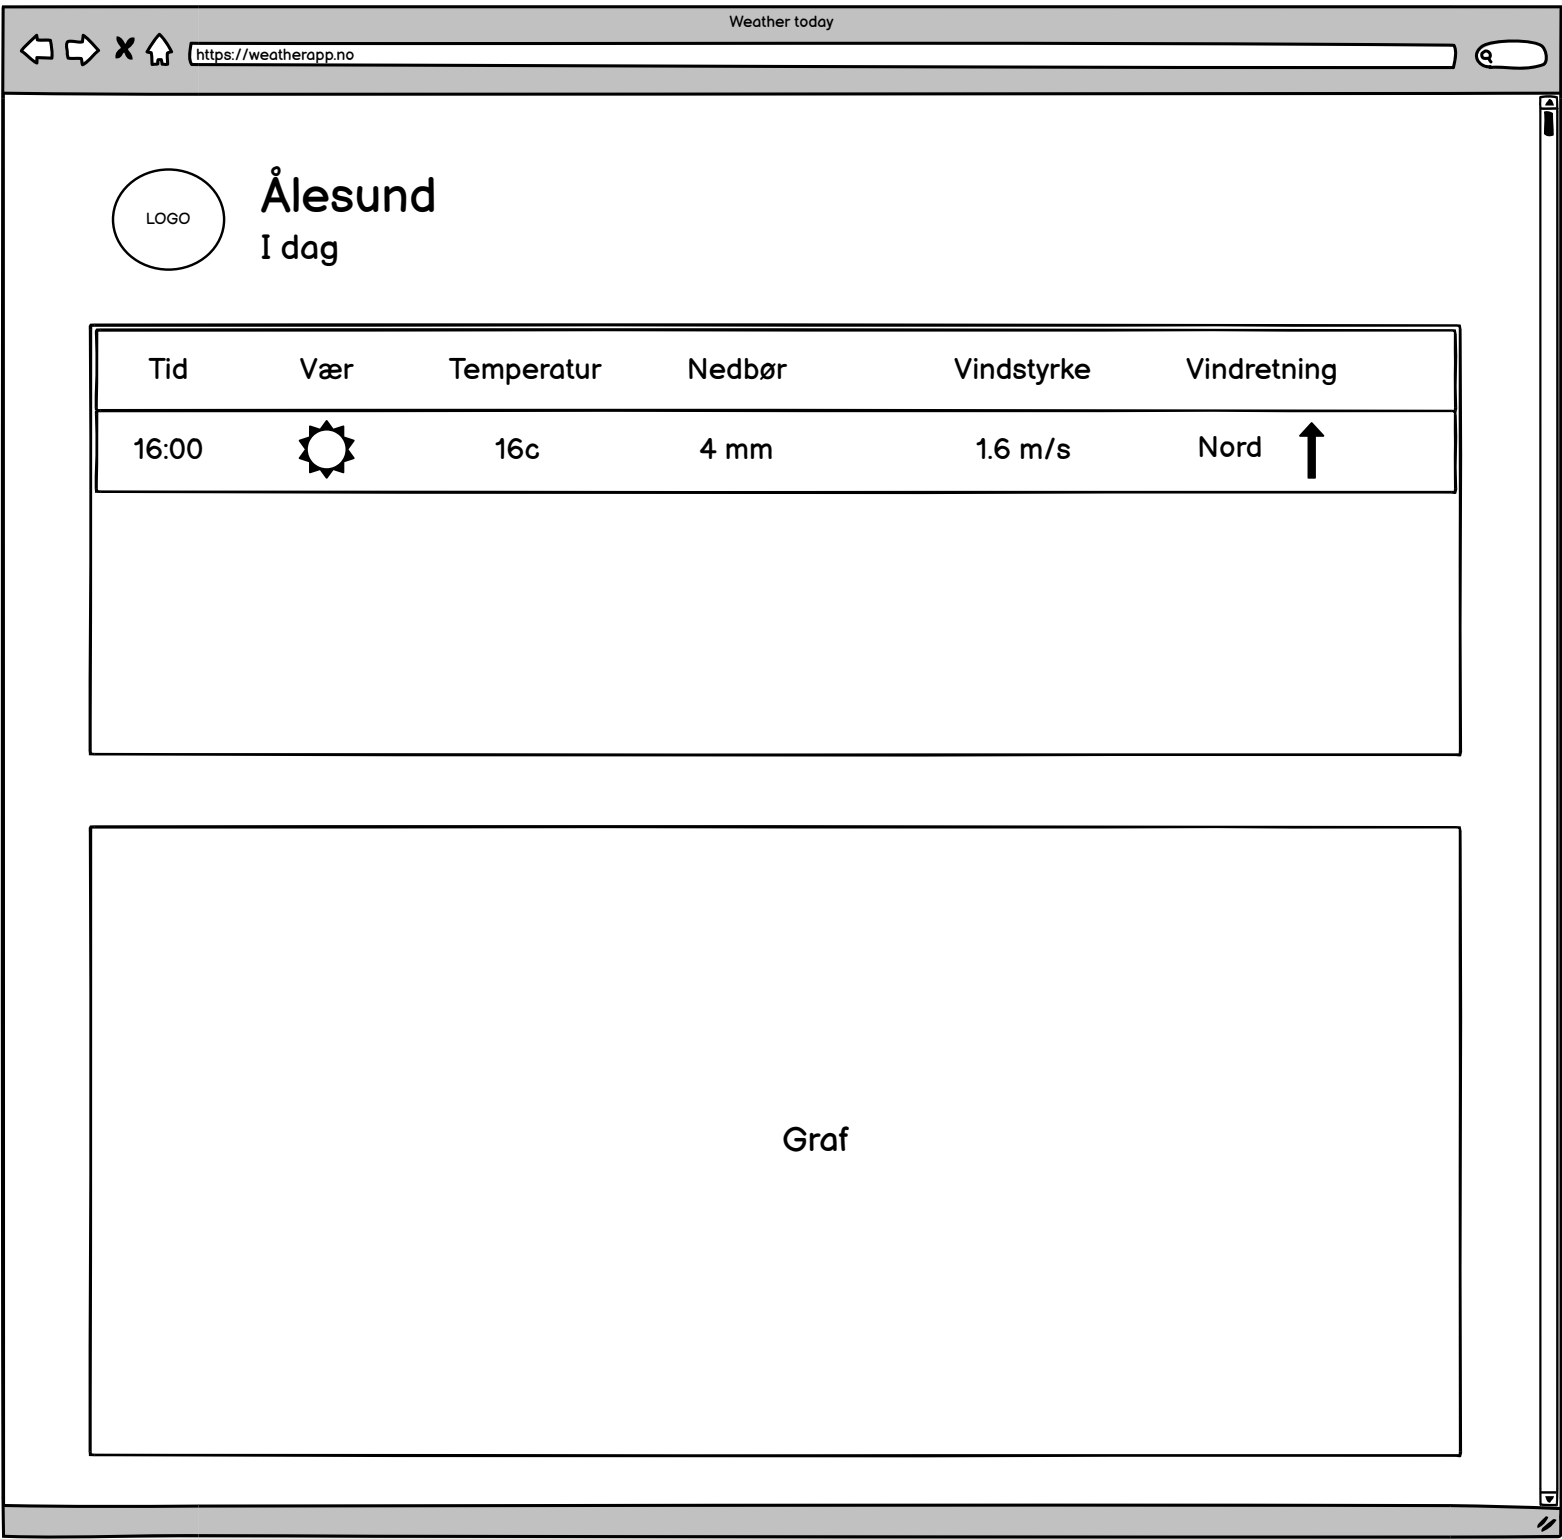 Weather today
https://weatherapp.no
LOGO
Ålesund
I dag
Tid Vær Temperatur Nedbør Vindstyrke Vindretning
16:00 16c 4 mm 1.6 m/s Nord
Graf